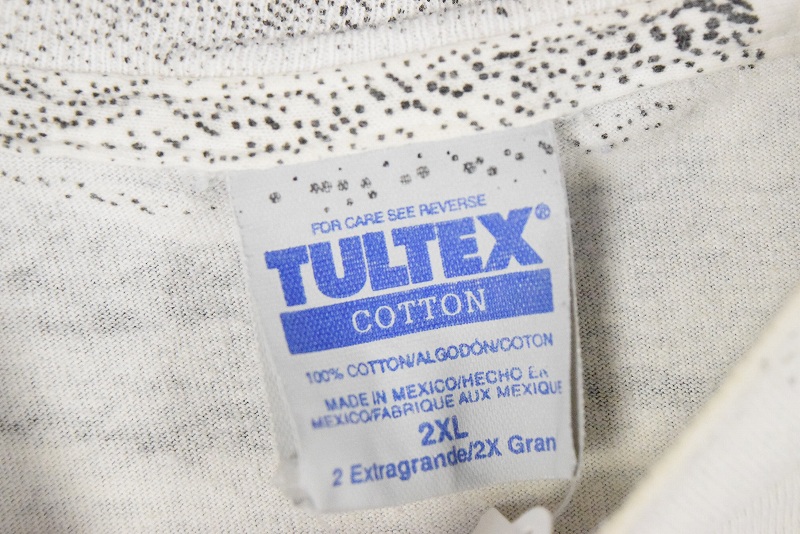 FOR CARE SEE REVERSE
TULTEX®
COTTON
100% COTTON/ALGODÓN/COTON
MADE IN MEXICO/HECHO EN
MEXICO/FABRIQUE AUX MEXIQUE
2XL
2 Extragrande/2X Gran